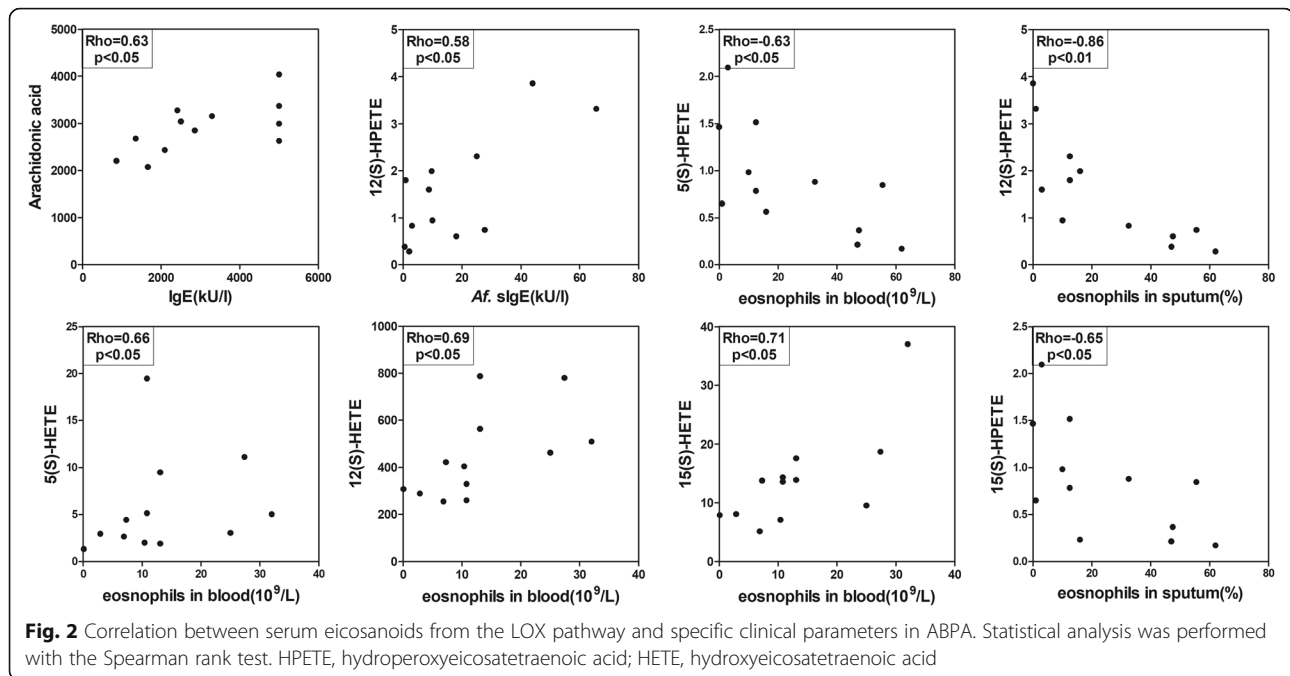 Rho=0.63
p<0.05
Arachidonic acid
5000
4000
3000
2000
1000
0
0 2000 4000 6000
IgE(kU/l)
Rho=0.58
p<0.05
12(S)-HPETE
5
4
3
2
1
0
0 20 40 60 80
Af. sIgE(kU/l)
Rho=-0.63
p<0.05
5(S)-HPETE
2.5
2.0
1.5
1.0
0.5
0.0
0 20 40 60 80
eosnophils in blood(10^9/L)
Rho=-0.86
p<0.01
12(S)-HPETE
5
4
3
2
1
0
0 20 40 60 80
eosnophils in sputum(%)
Rho=0.66
p<0.05
5(S)-HETE
25
20
15
10
5
0
0 10 20 30 40
eosnophils in blood(10^9/L)
Rho=0.69
p<0.05
12(S)-HETE
1000
800
600
400
200
0
0 10 20 30 40
eosnophils in blood(10^9/L)
Rho=0.71
p<0.05
15(S)-HETE
40
30
20
10
0
0 10 20 30 40
eosnophils in blood(10^9/L)
Rho=-0.65
p<0.05
15(S)-HPETE
2.5
2.0
1.5
1.0
0.5
0.0
0 20 40 60 80
eosnophils in sputum(%)
Fig. 2 Correlation between serum eicosanoids from the LOX pathway and specific clinical parameters in ABPA. Statistical analysis was performed
with the Spearman rank test. HPETE, hydroperoxyeicosatetraenoic acid; HETE, hydroxyeicosatetraenoic acid